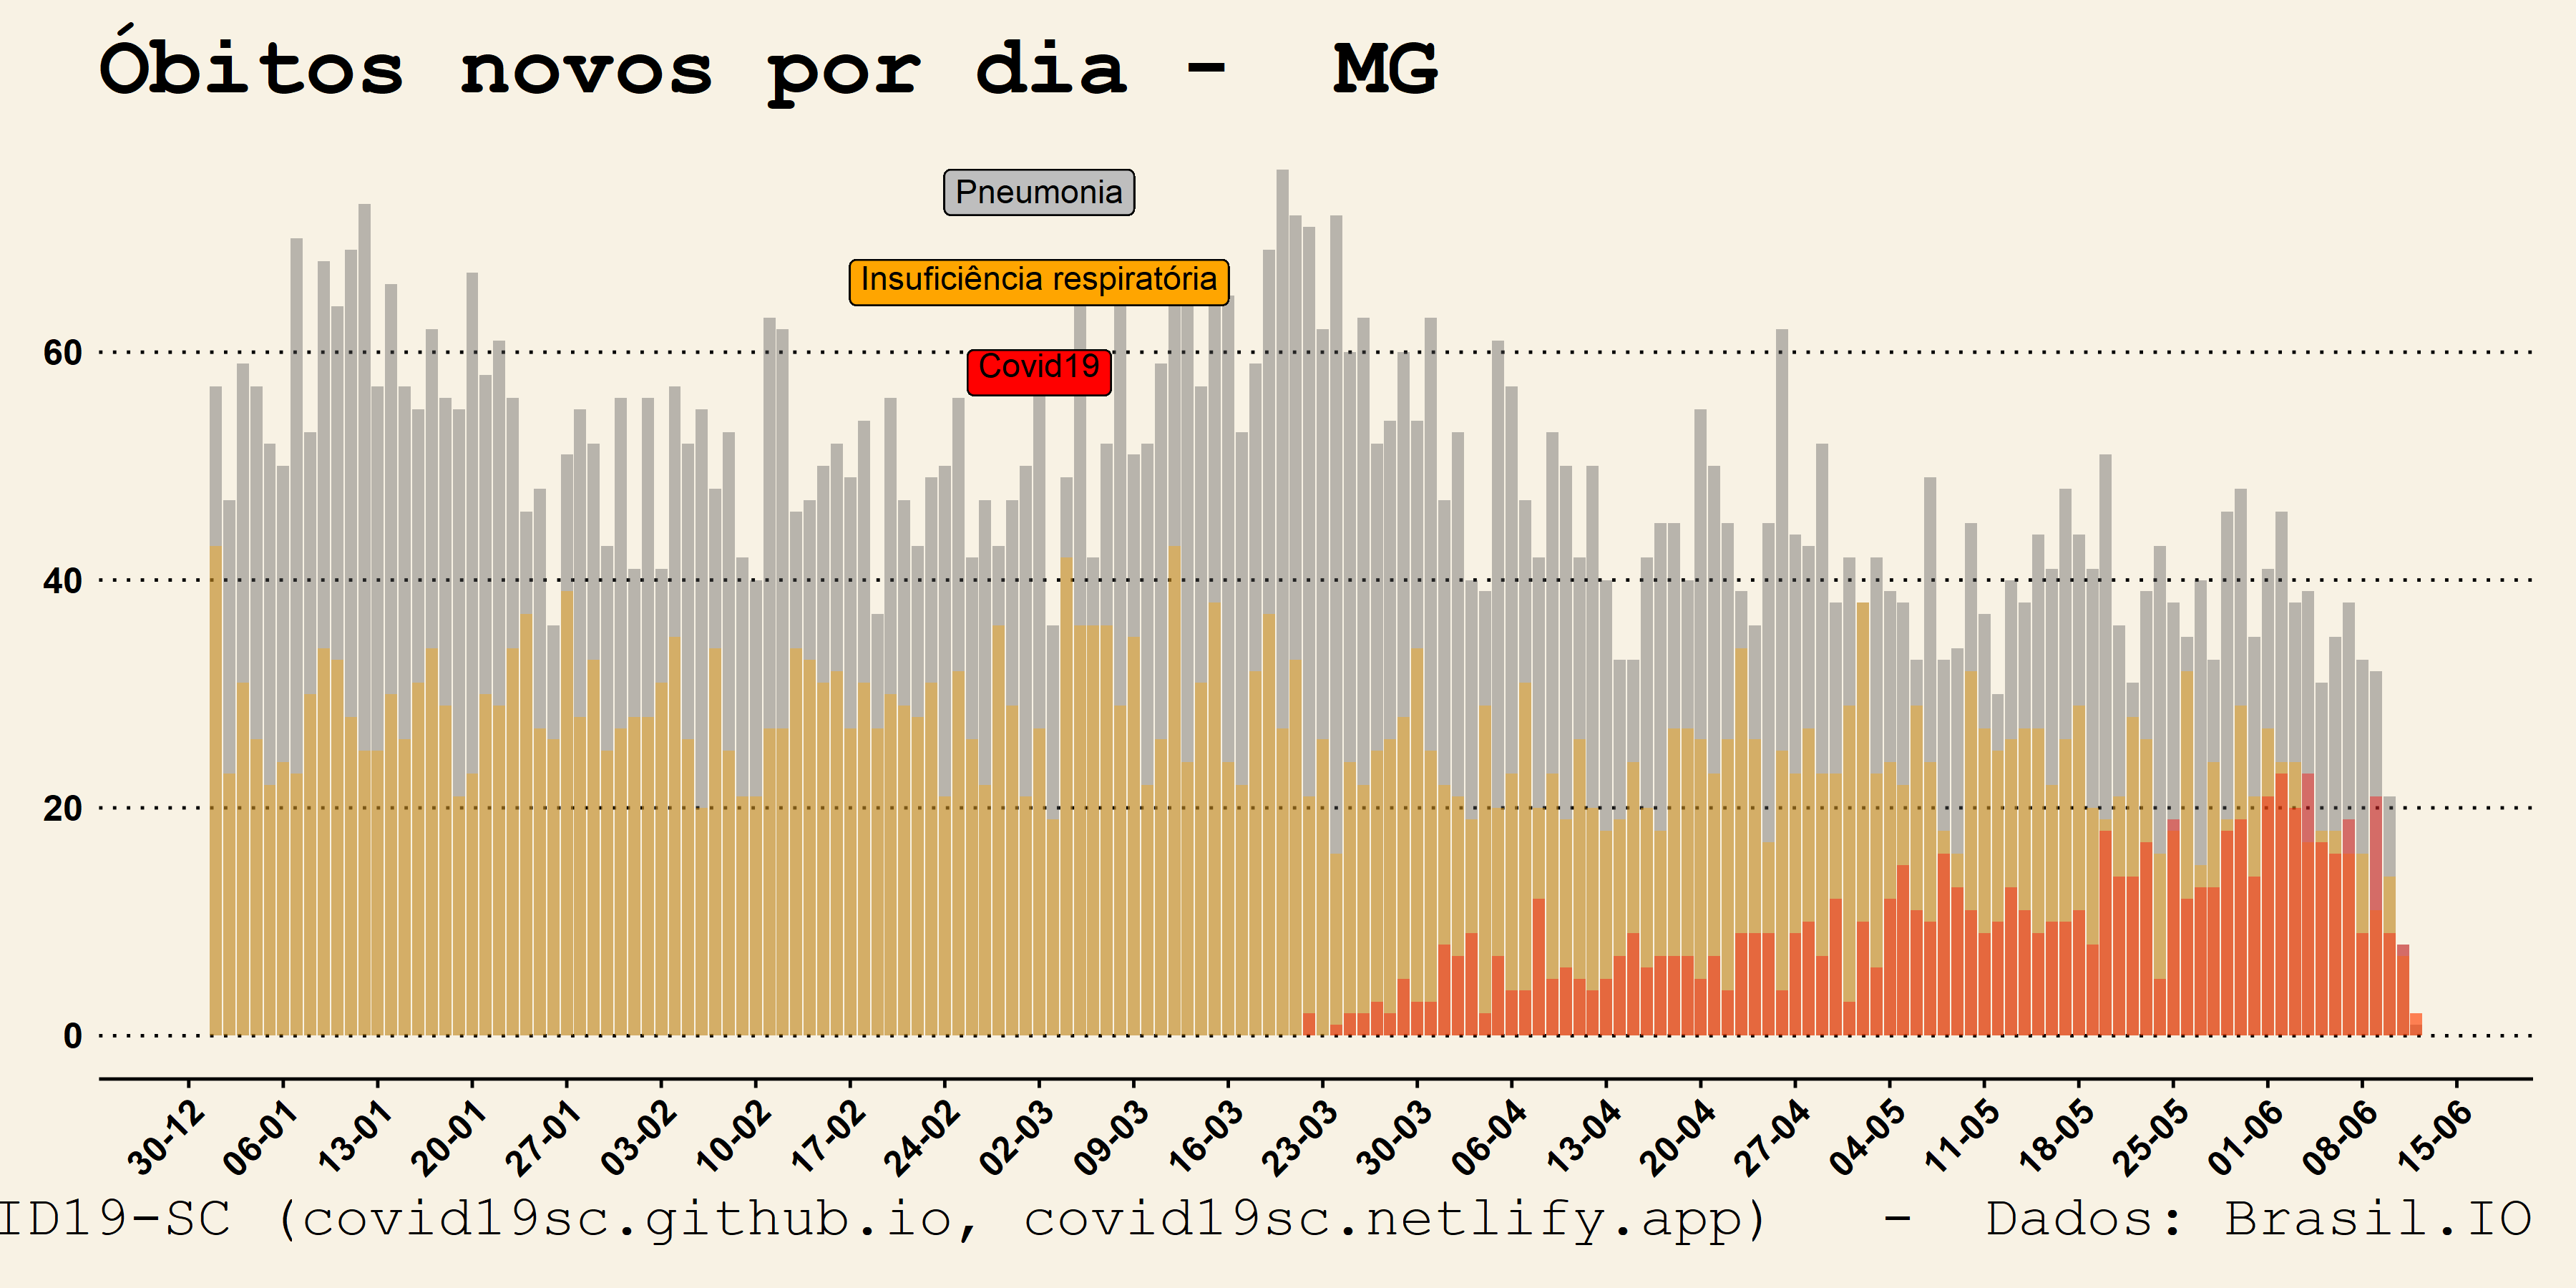 Óbitos novos por dia - MG
Pneumonia
Insuficiência respiratória
Covid19
60
40
20
0
30-12 06-01 13-01 20-01 27-01 03-02 10-02 17-02 24-02 02-03 09-03 16-03 23-03 30-03 06-04 13-04 20-04 27-04 04-05 11-05 18-05 25-05 01-06 08-06 15-06
ID19-SC (covid19sc.github.io, covid19sc.netlify.app) - Dados: Brasil.IO